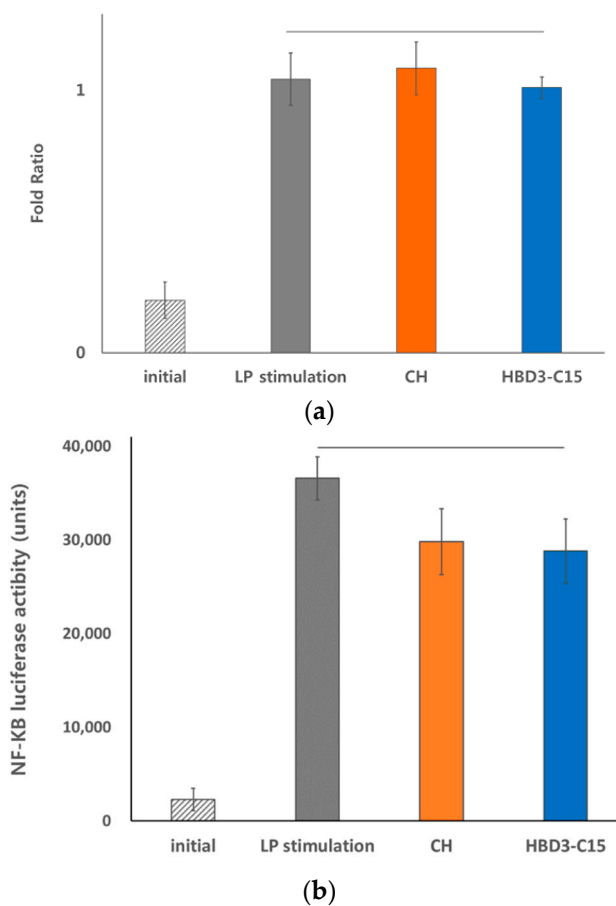 1
Fold Ratio
0
initial LP stimulation CH HBD3-C15
(a)
40,000
30,000
20,000
10,000
0
NF-KB luciferase actibity (units)
initial LP stimulation CH HBD3-C15
(b)